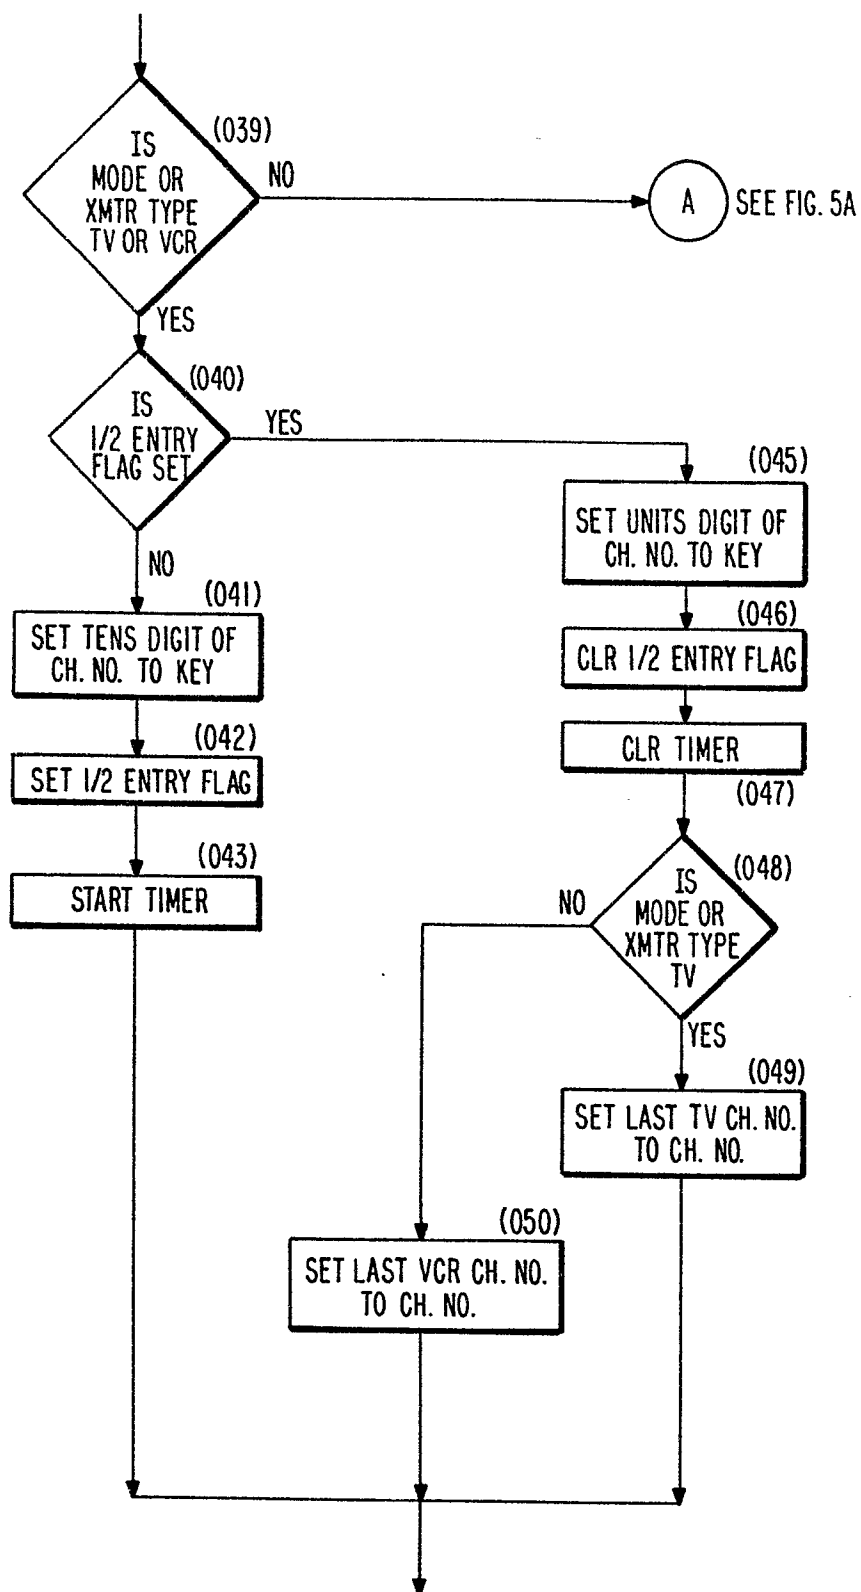 (039)
IS
MODE OR
XMTR TYPE
TV OR VCR
NO
A
SEE FIG. 5A
YES
(040)
IS
1/2 ENTRY
FLAG SET
YES
NO
(041)
SET TENS DIGIT OF
CH. NO. TO KEY
(042)
SET 1/2 ENTRY FLAG
(043)
START TIMER
(045)
SET UNITS DIGIT OF
CH. NO. TO KEY
(046)
CLR 1/2 ENTRY FLAG
CLR TIMER
(047)
(048)
IS
MODE OR
XMTR TYPE
TV
NO
YES
(049)
SET LAST TV CH. NO.
TO CH. NO.
(050)
SET LAST VCR CH. NO.
TO CH. NO.